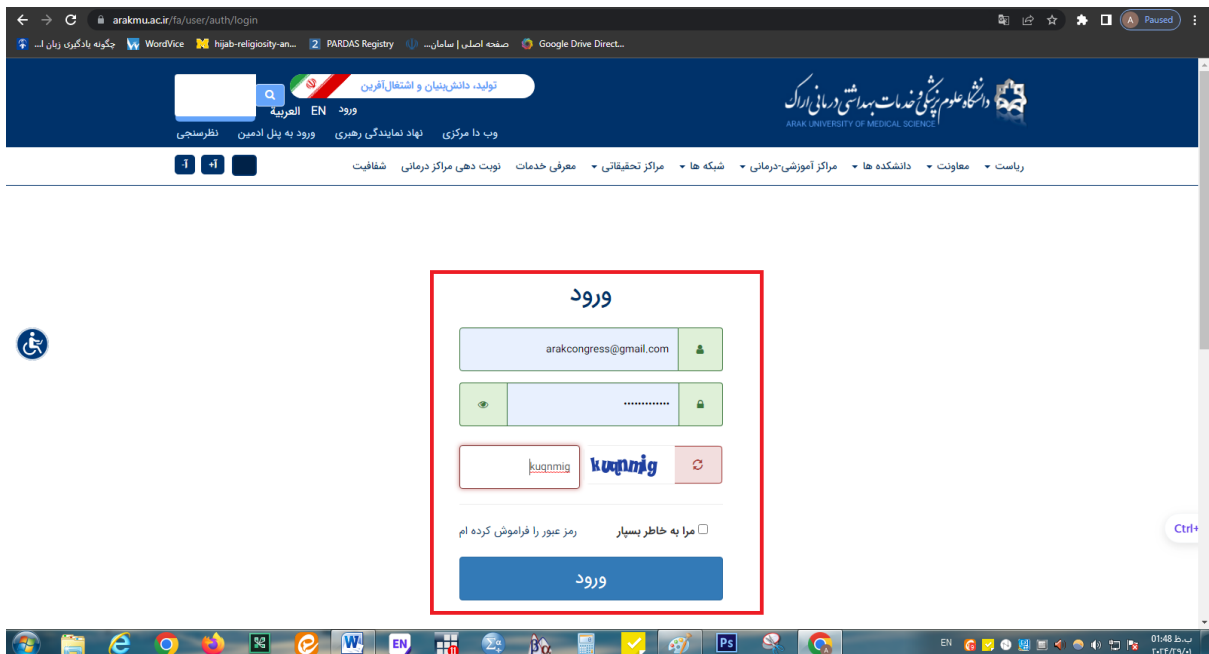 arakmu.ac.ir/fa/user/auth/login
Paused
چگونه یادگیری زبان ا...
WordVice
hijab-religiosity-an...
PARDAS Registry
صفحه اصلی | سامان...
Google Drive Direct...
دانشگاه علوم پزشکی و خدمات بهداشتی درمانی اراک
ARAK UNIVERSITY OF MEDICAL SCIENCE
تولید، دانش‌بنیان و اشتغال‌آفرین
ورود EN العربية
وب دا مرکزی نهاد نمایندگی رهبری ورود به پنل ادمین نظرسنجی
ریاست معاونت دانشکده ها مراکز آموزشی-درمانی شبکه ها مراکز تحقیقاتی معرفی خدمات نوبت دهی مراکز درمانی شفافیت
آ+ آ-
ورود
arakcongress@gmail.com
kuqnmig
kuqnmig
مرا به خاطر بسپار رمز عبور را فراموش کرده ام
ورود
Ctrl+
EN
Ps
EN
01:48 ب.ظ